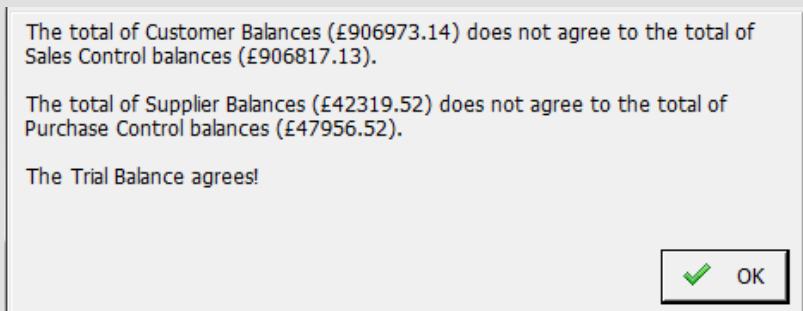 The total of Customer Balances (£906973.14) does not agree to the total of
Sales Control balances (£906817.13).
The total of Supplier Balances (£42319.52) does not agree to the total of
Purchase Control balances (£47956.52).
The Trial Balance agrees!
OK